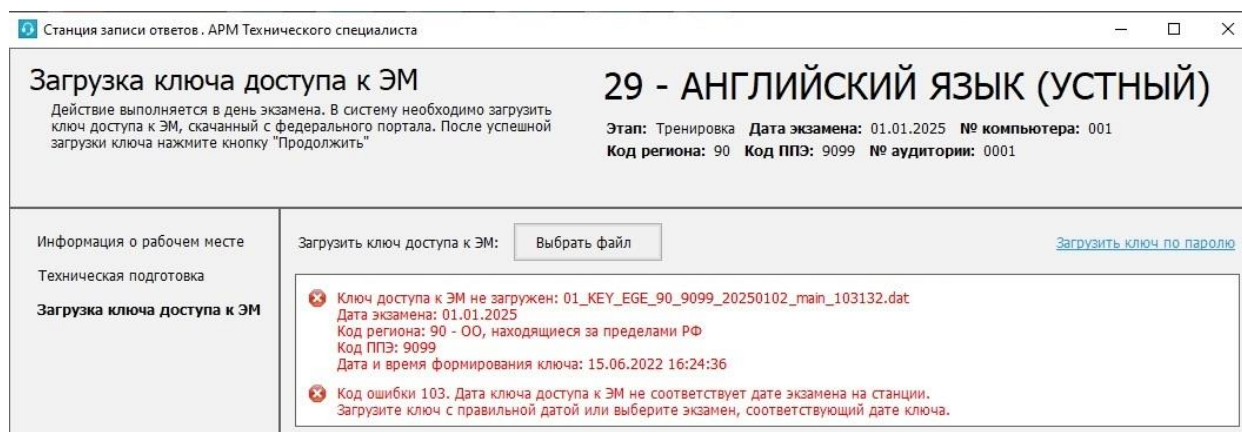 Станция записи ответов . АРМ Технического специалиста
Загрузка ключа доступа к ЭМ
Действие выполняется в день экзамена. В систему необходимо загрузить
ключ доступа к ЭМ, скачанный с федерального портала. После успешной
загрузки ключа нажмите кнопку "Продолжить"
29 - АНГЛИЙСКИЙ ЯЗЫК (УСТНЫЙ)
Этап: Тренировка Дата экзамена: 01.01.2025 № компьютера: 001
Код региона: 90 Код ППЭ: 9099 № аудитории: 0001
Информация о рабочем месте
Техническая подготовка
Загрузка ключа доступа к ЭМ
Загрузить ключ доступа к ЭМ: Выбрать файл Загрузить ключ по паролю
Ключ доступа к ЭМ не загружен: 01_KEY_EGE_90_9099_20250102_main_103132.dat
Дата экзамена: 01.01.2025
Код региона: 90 - ОО, находящиеся за пределами РФ
Код ППЭ: 9099
Дата и время формирования ключа: 15.06.2022 16:24:36
Код ошибки 103. Дата ключа доступа к ЭМ не соответствует дате экзамена на станции.
Загрузите ключ с правильной датой или выберите экзамен, соответствующий дате ключа.